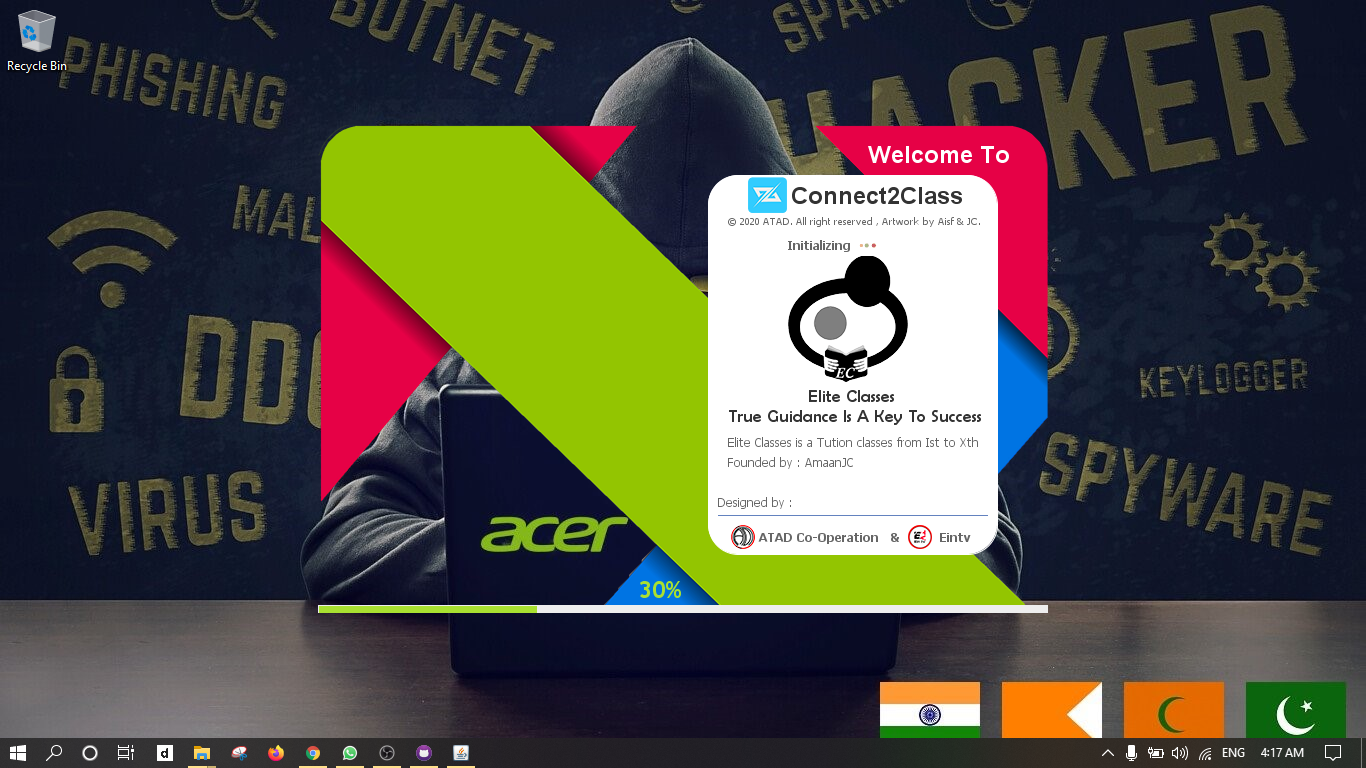 Recycle Bin
PHISHING
BOTNET
HACKER
MAL
DDO
VIRUS
KEYLOGGER
SPYWARE
acer
Welcome To
Connect2Class
© 2020 ATAD. All right reserved , Artwork by Aisf & JC.
Initializing
EC
Elite Classes
True Guidance Is A Key To Success
Elite Classes is a Tution classes from Ist to Xth
Founded by : AmaanJC
Designed by :
ATAD Co-Operation & Eintv
30%
ENG
4:17 AM